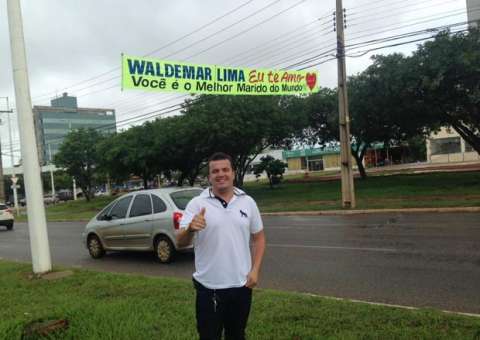 WALDEMAR LIMA Eu te Amo
Você é o Melhor Marido do Mundo